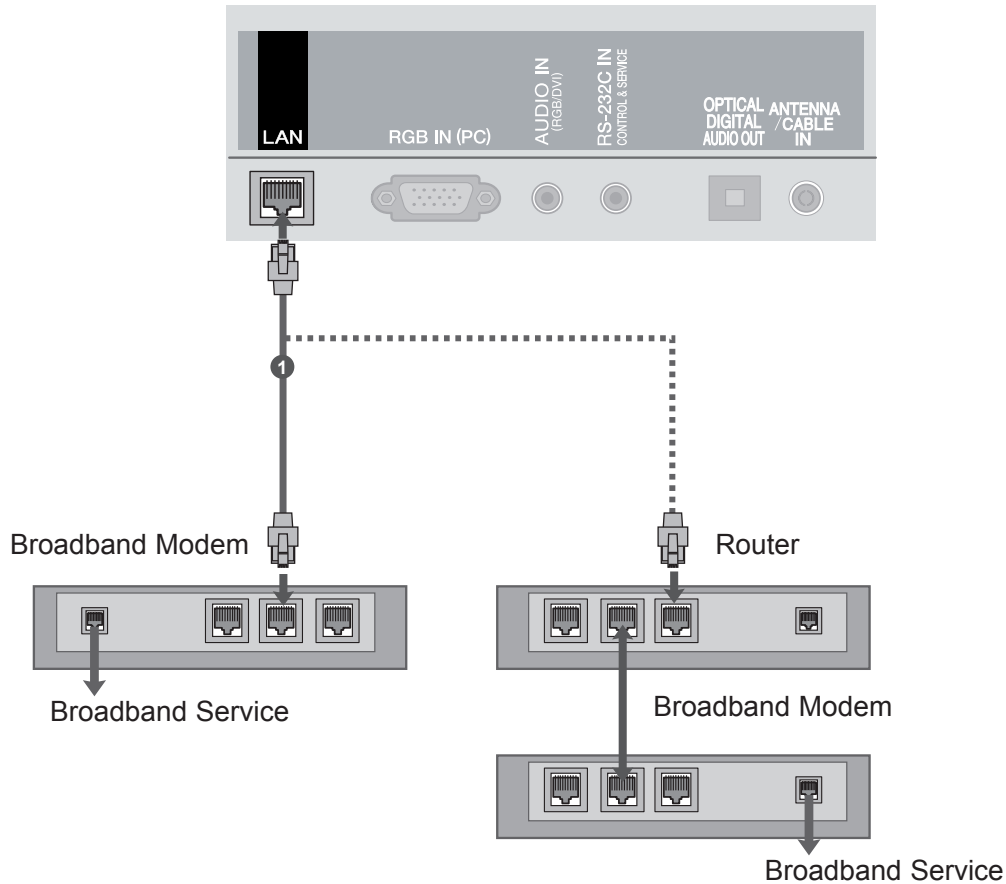 LAN
RGB IN (PC)
AUDIO IN
(RGB/DVI)
RS-232C IN
CONTROL & SERVICE
OPTICAL
DIGITAL
AUDIO OUT
ANTENNA
/CABLE
IN
1
Broadband Modem
Router
Broadband Service
Broadband Modem
Broadband Service